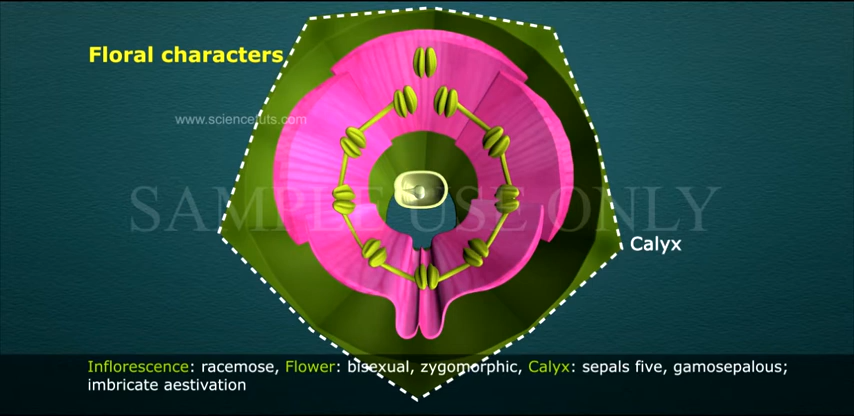 Floral characters
www.sciencetuts.com
SAMPLE USE ONLY
Calyx
Inflorescence: racemose, Flower: bisexual, zygomorphic, Calyx: sepals five, gamosepalous;
imbricate aestivation